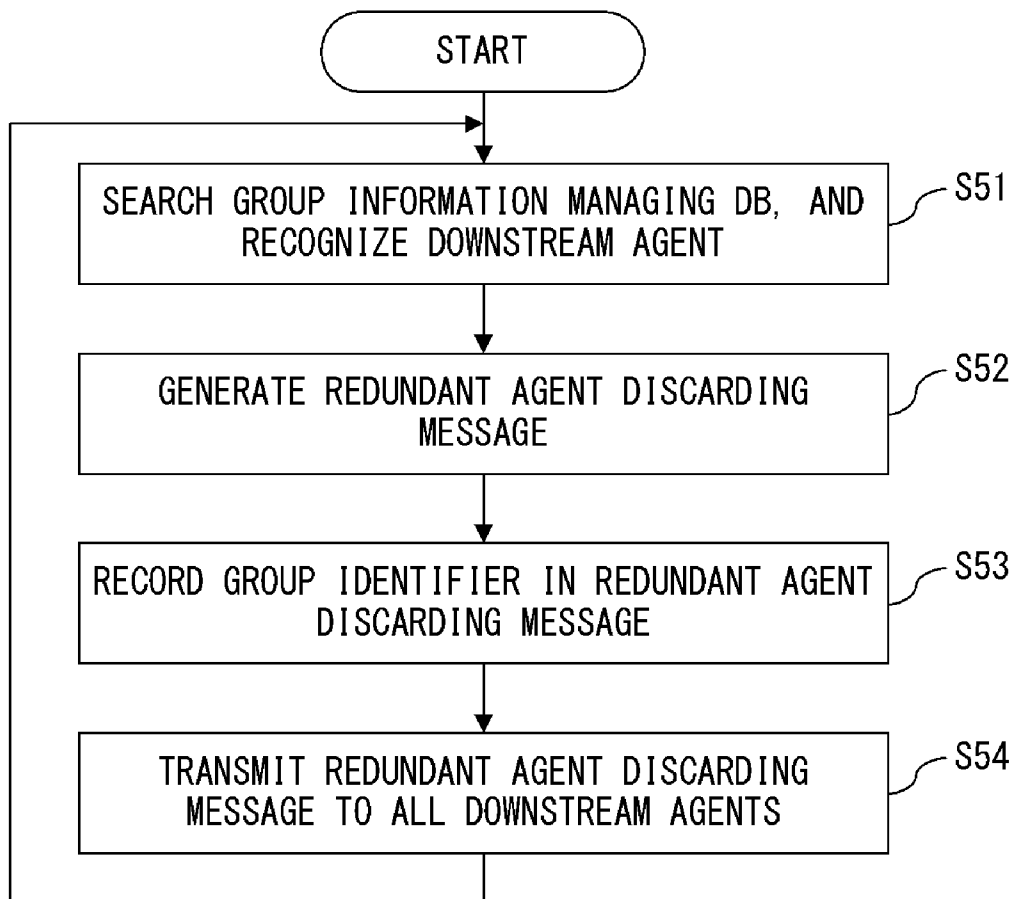 START
SEARCH GROUP INFORMATION MANAGING DB, AND
RECOGNIZE DOWNSTREAM AGENT
S51
GENERATE REDUNDANT AGENT DISCARDING
MESSAGE
S52
RECORD GROUP IDENTIFIER IN REDUNDANT AGENT
DISCARDING MESSAGE
S53
TRANSMIT REDUNDANT AGENT DISCARDING
MESSAGE TO ALL DOWNSTREAM AGENTS
S54